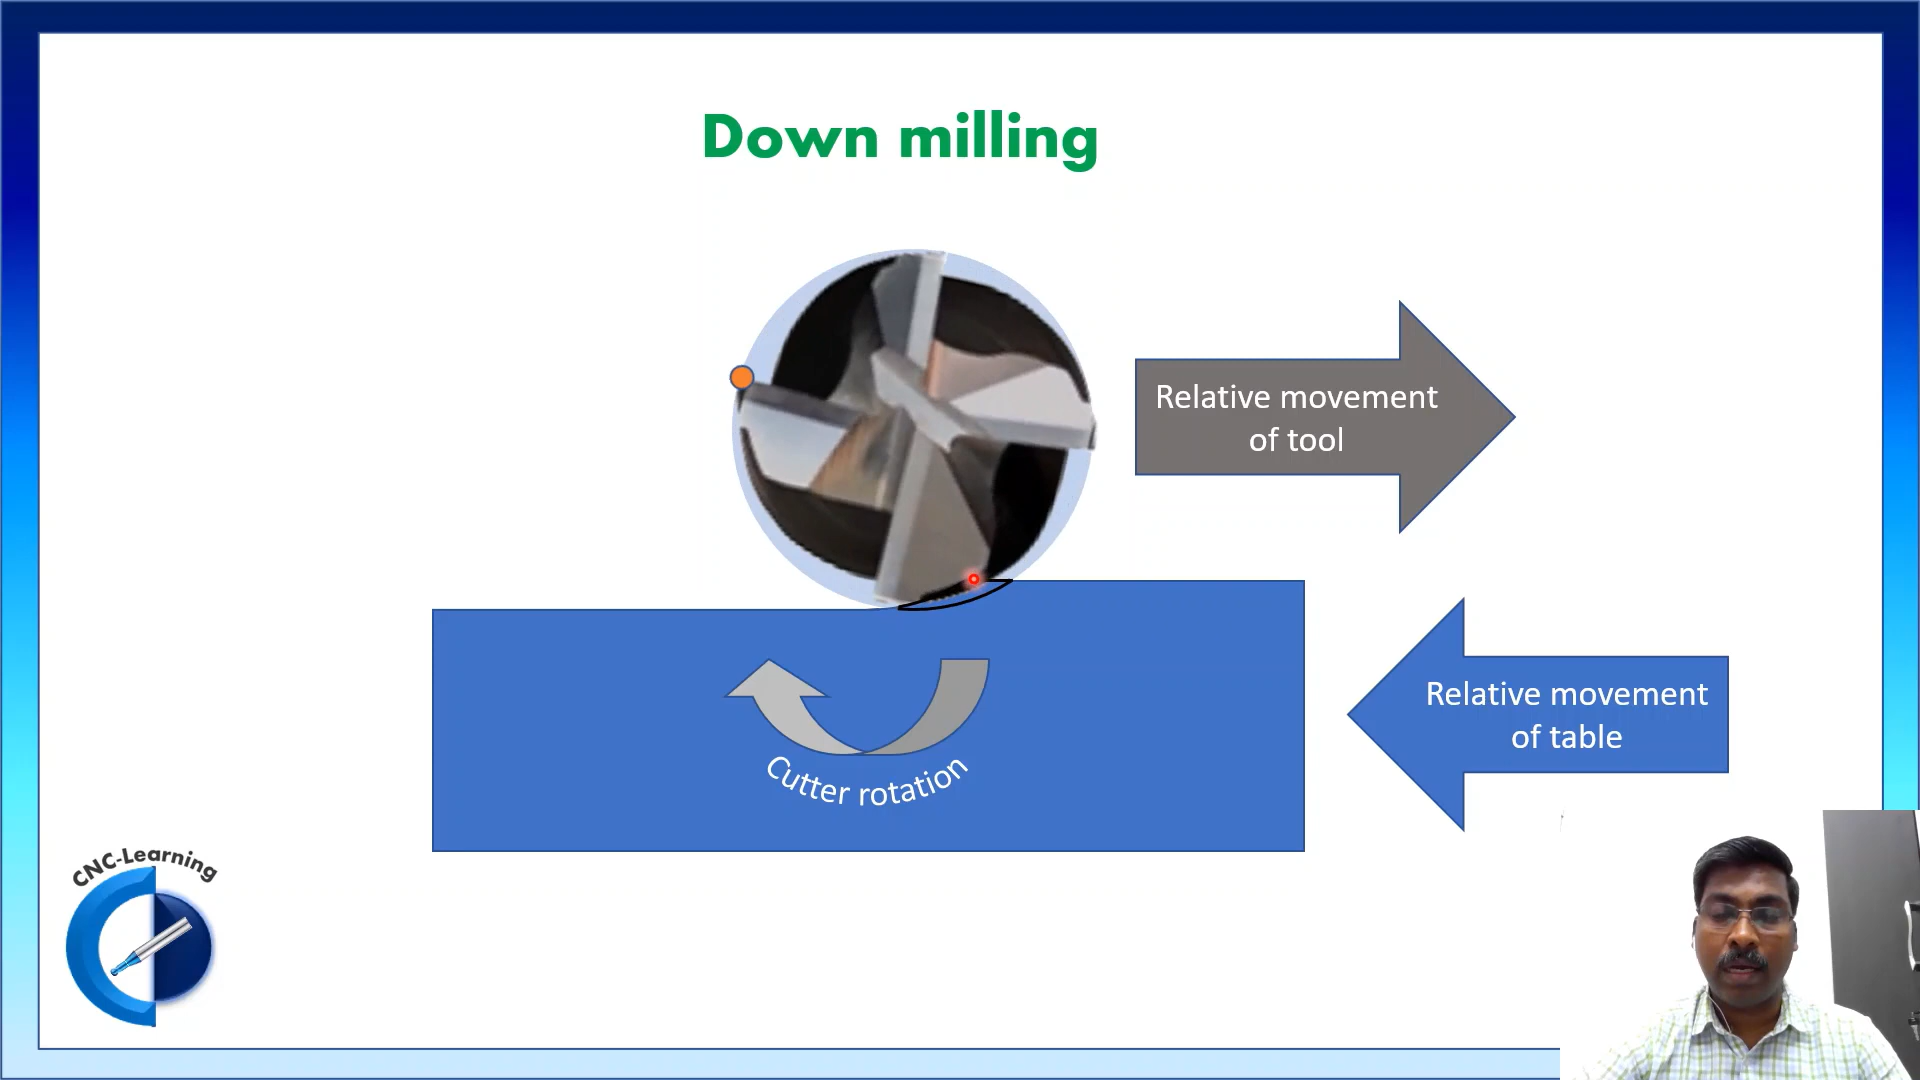 Down milling
Relative movement
of tool
Relative movement
of table
Cutter rotation
CNC-Learning